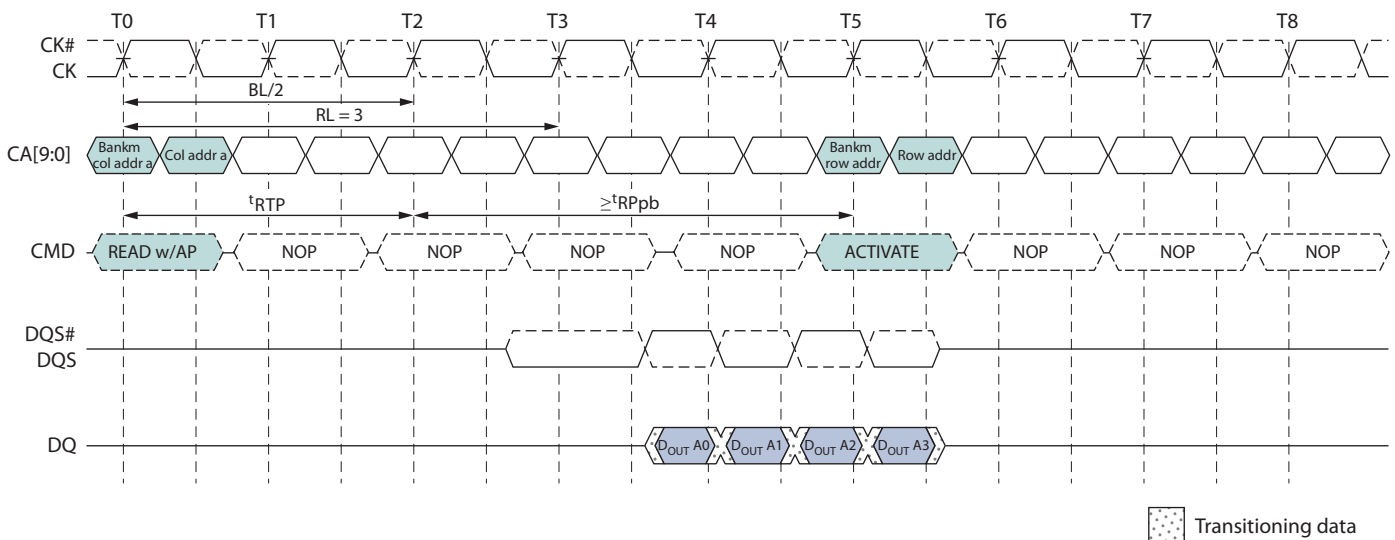 T0 T1 T2 T3 T4 T5 T6 T7 T8
CK#
CK
BL/2
RL = 3
CA[9:0]
Bankm
col addr a
Col addr a
Bankm
row addr
Row addr
tRTP
≥tRPpb
CMD
READ w/AP NOP NOP NOP NOP ACTIVATE NOP NOP NOP
DQS#
DQS
DQ
DOUT A0 DOUT A1 DOUT A2 DOUT A3
Transitioning data